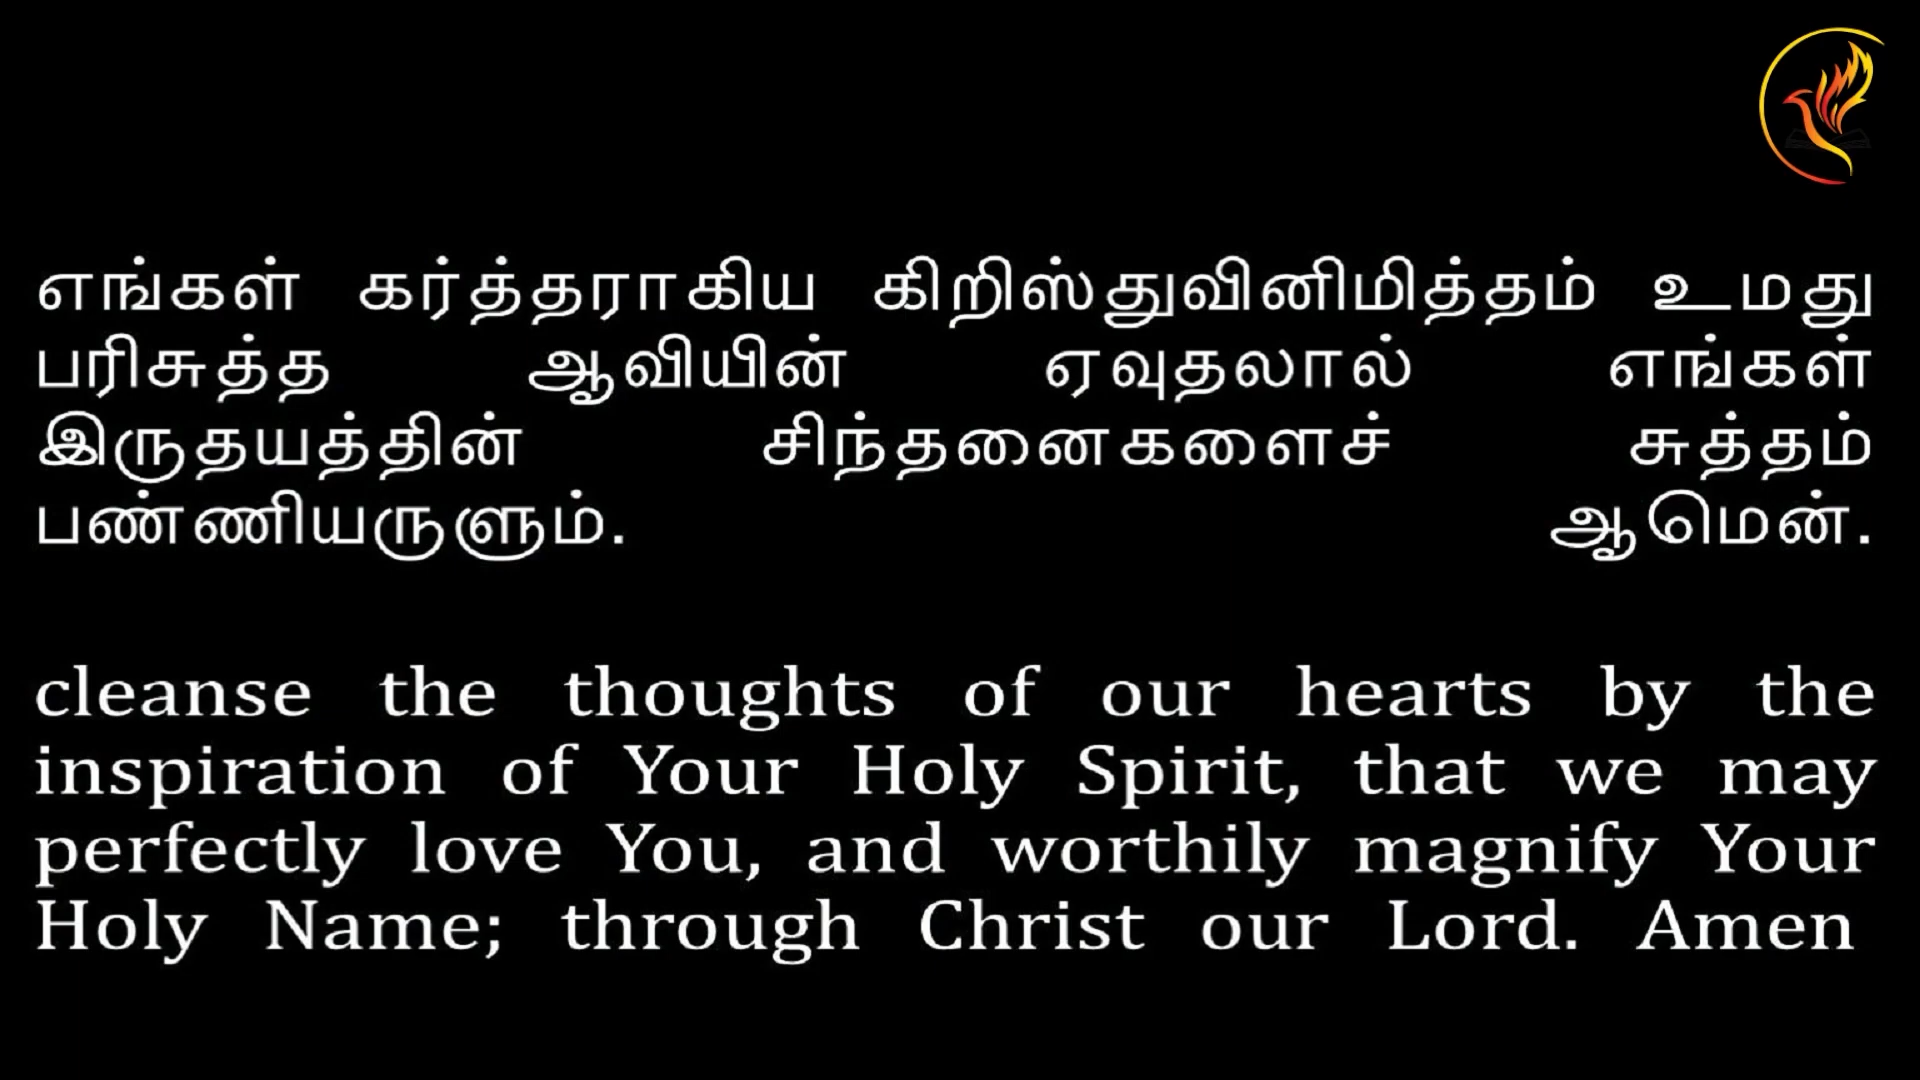 எங்கள் கர்த்தராகிய கிறிஸ்துவினிமித்தம் உமது
பரிசுத்த ஆவியின் ஏவுதலால் எங்கள்
இருதயத்தின் சிந்தனைகளைச் சுத்தம்
பண்ணியருளும். ஆமென்.
cleanse the thoughts of our hearts by the
inspiration of Your Holy Spirit, that we may
perfectly love You, and worthily magnify Your
Holy Name; through Christ our Lord. Amen